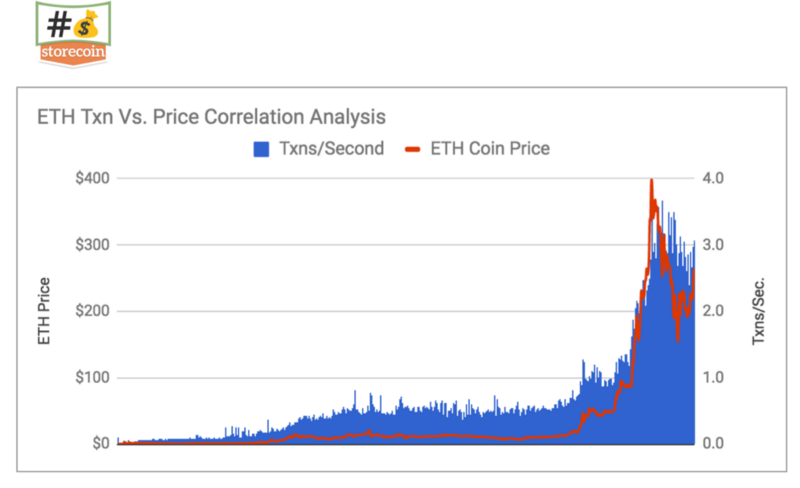 #💰
storecoin
ETH Txn Vs. Price Correlation Analysis
Txns/Second ETH Coin Price
$400 4.0
$300 3.0
$200 2.0
$100 1.0
$0 0.0
ETH Price
Txns/Sec.